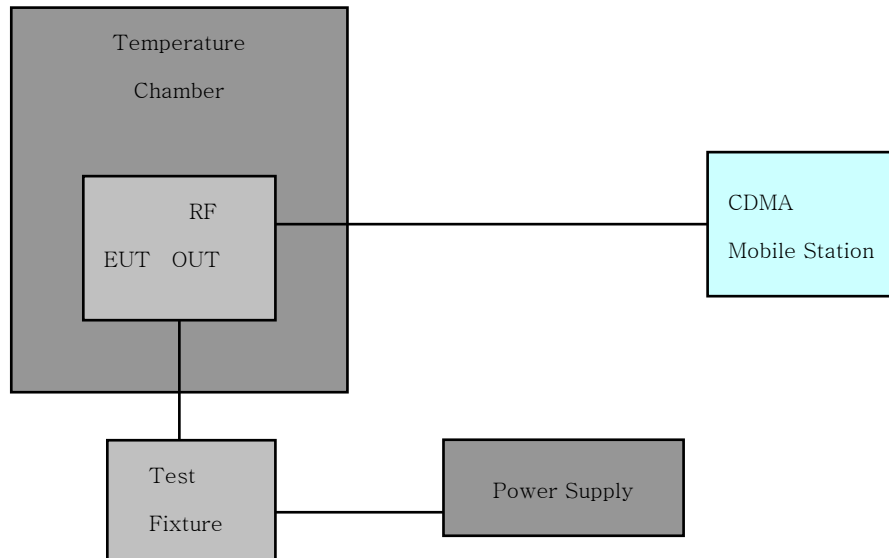 Temperature
Chamber
RF
EUT OUT
CDMA
Mobile Station
Test
Fixture
Power Supply